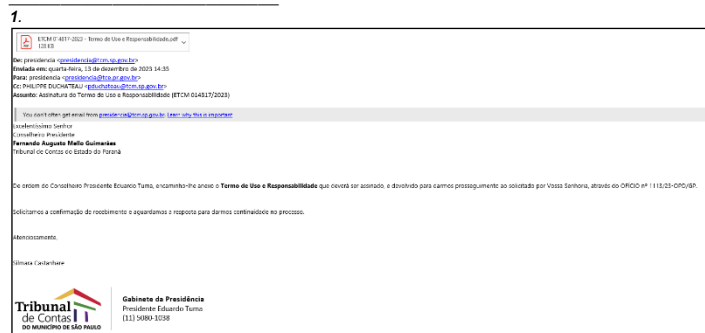 1.
ETCM 014817-2023 - Termo de Uso e Responsabilidade.pdf
128 KB
De: presidencia <presidencia@tcm.sp.gov.br>
Enviada em: quarta-feira, 13 de dezembro de 2023 14:35
Para: presidencia <presidencia@tce.pr.gov.br>
Cc: PHILIPPE DUCHATEAU <pduchateau@tcm.sp.gov.br>
Assunto: Assinatura do Termo de Uso e Responsabilidade (ETCM 014817/2023)
You don't often get email from presidencia@tcm.sp.gov.br. Learn why this is important
Excelentíssimo Senhor
Conselheiro Presidente
Fernando Augusto Mello Guimarães
Tribunal de Contas do Estado do Paraná
De ordem do Conselheiro Presidente Eduardo Tuma, encaminho-lhe anexo o Termo de Uso e Responsabilidade que deverá ser assinado, e devolvido para darmos prosseguimento ao solicitado por Vossa Senhoria, através do OFÍCIO nº 1113/23-OPD/GP.
Solicitamos a confirmação de recebimento e aguardamos a resposta para darmos continuidade no processo.
Atenciosamente,
Silmara Castanhare
Tribunal
de Contas
DO MUNICÍPIO DE SÃO PAULO
Gabinete da Presidência
Presidente Eduardo Tuma
(11) 5080-1038